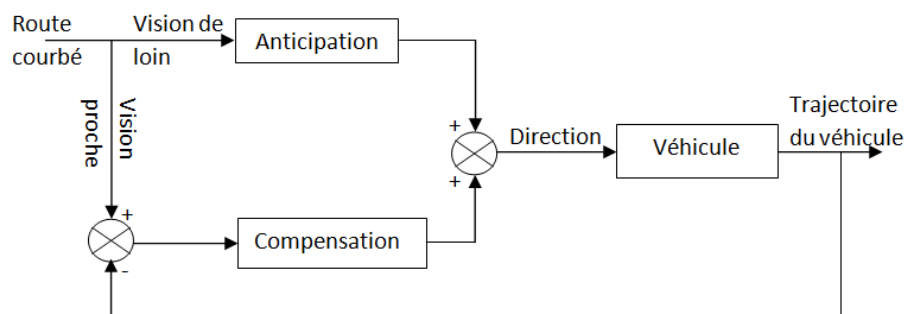 Route
courbé
Vision de
loin
Anticipation
Vision
proche
+
+
Direction
Véhicule
Trajectoire
du véhicule
+
-
Compensation